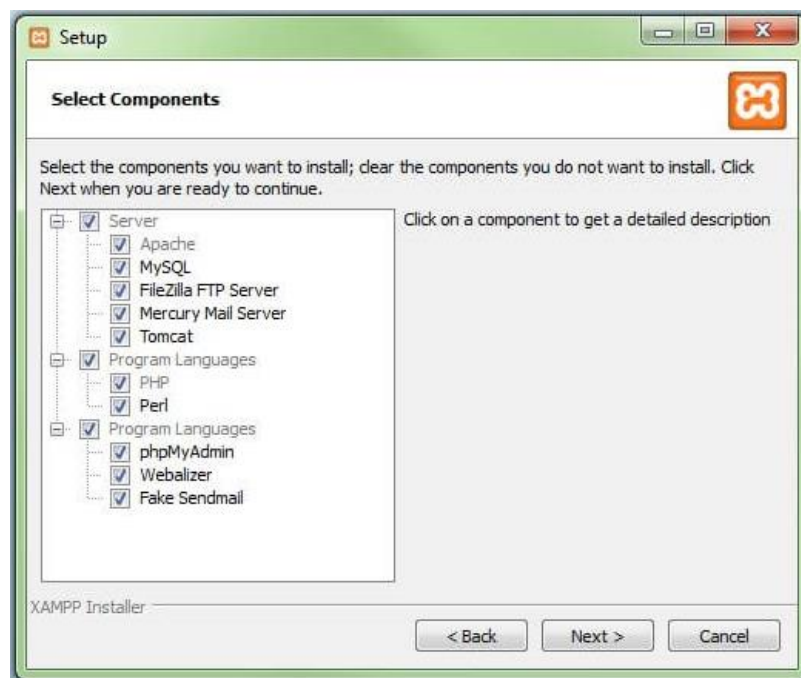 Setup
Select Components
Select the components you want to install; clear the components you do not want to install. Click
Next when you are ready to continue.
Server
Apache
MySQL
FileZilla FTP Server
Mercury Mail Server
Tomcat
Program Languages
PHP
Perl
Program Languages
phpMyAdmin
Webalizer
Fake Sendmail
Click on a component to get a detailed description
XAMPP Installer
< Back
Next >
Cancel